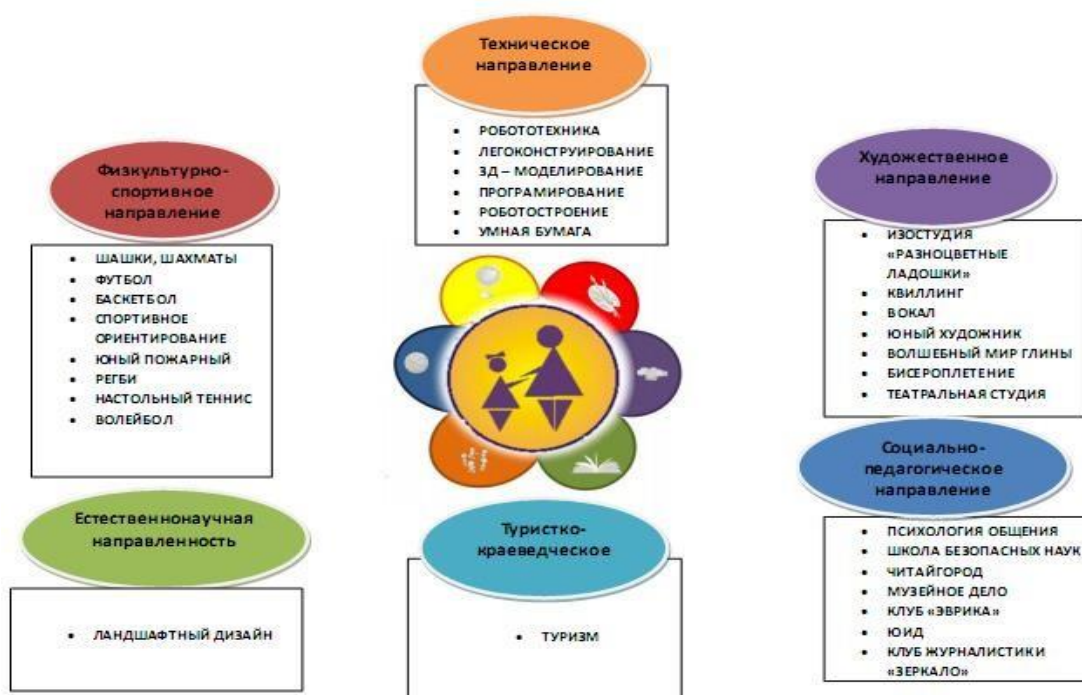 Техническое
направление
РОБОТОТЕХНИКА
ЛЕГОКОНСТРУИРОВАНИЕ
3Д – МОДЕЛИРОВАНИЕ
ПРОГРАМИРОВАНИЕ
РОБОТОСТРОЕНИЕ
УМНАЯ БУМАГА
Физкультурно-
спортивное
направление
ШАШКИ, ШАХМАТЫ
ФУТБОЛ
БАСКЕТБОЛ
СПОРТИВНОЕ
ОРИЕНТИРОВАНИЕ
ЮНЫЙ ПОЖАРНЫЙ
РЕГБИ
НАСТОЛЬНЫЙ ТЕННИС
ВОЛЕЙБОЛ
Художественное
направление
ИЗОСТУДИЯ
«РАЗНОЦВЕТНЫЕ
ЛАДОШКИ»
КВИЛЛИНГ
ВОКАЛ
ЮНЫЙ ХУДОЖНИК
ВОЛШЕБНЫЙ МИР ГЛИНЫ
БИСЕРОПЛЕТЕНИЕ
ТЕАТРАЛЬНАЯ СТУДИЯ
Естественнонаучная
направленность
ЛАНДШАФТНЫЙ ДИЗАЙН
Туристко-
краеведческое
ТУРИЗМ
Социально-
педагогическое
направление
ПСИХОЛОГИЯ ОБЩЕНИЯ
ШКОЛА БЕЗОПАСНЫХ НАУК
ЧИТАЙГОРОД
МУЗЕЙНОЕ ДЕЛО
КЛУБ «ЭВРИКА»
ЮИД
КЛУБ ЖУРНАЛИСТИКИ
«ЗЕРКАЛО»